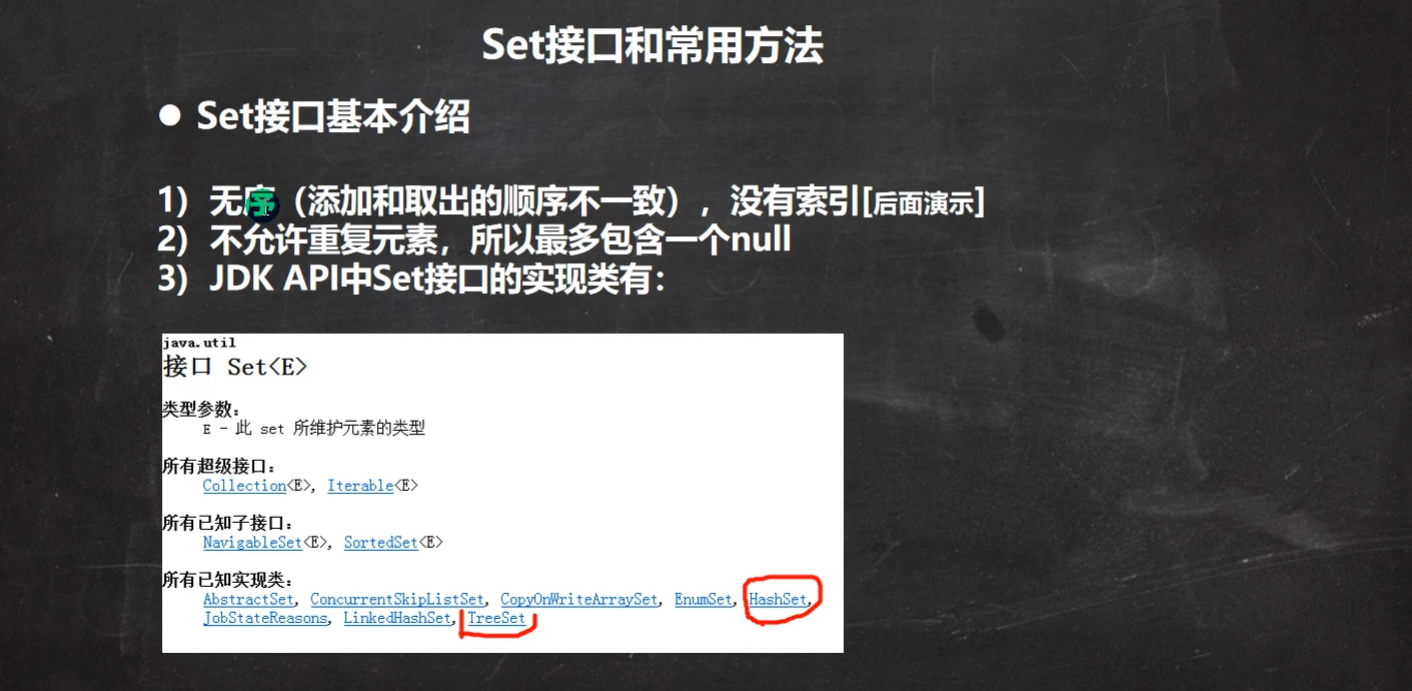 Set接口和常用方法
● Set接口基本介绍
1) 无序（添加和取出的顺序不一致），没有索引[后面演示]
2) 不允许重复元素，所以最多包含一个null
3) JDK API中Set接口的实现类有：
java.util
接口 Set<E>
类型参数：
E - 此 set 所维护元素的类型
所有超级接口：
Collection<E>, Iterable<E>
所有已知子接口：
NavigableSet<E>, SortedSet<E>
所有已知实现类：
AbstractSet, ConcurrentSkipListSet, CopyOnWriteArraySet, EnumSet, HashSet,
JobStateReasons, LinkedHashSet, TreeSet